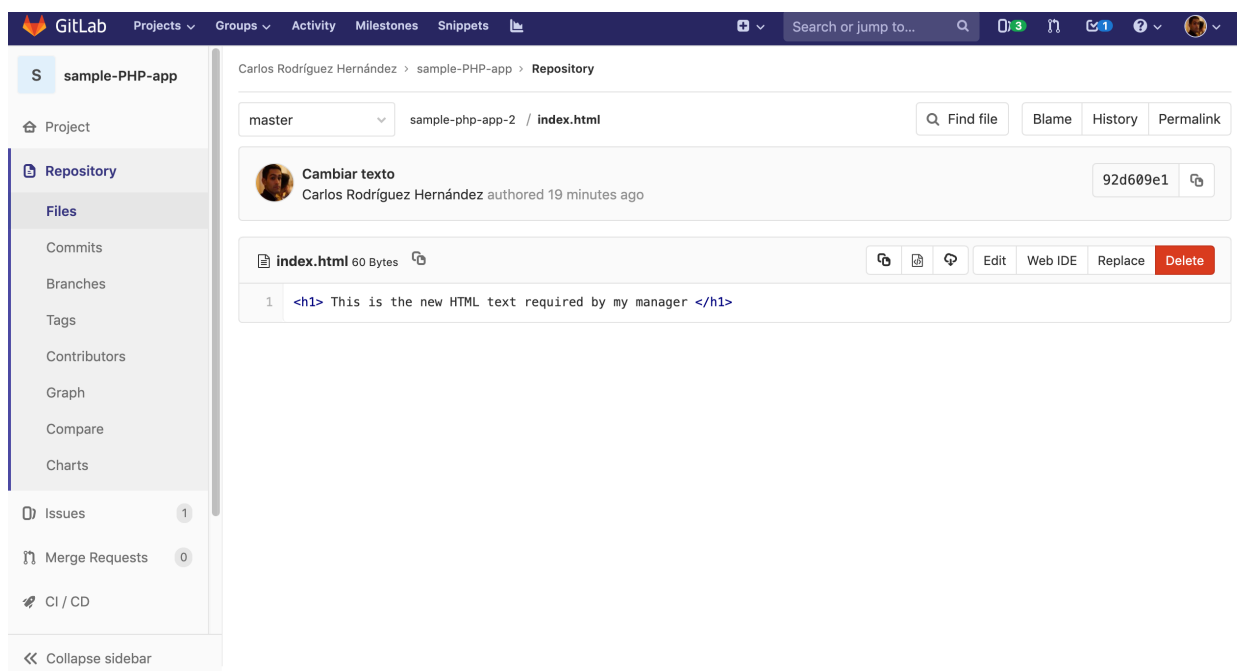 GitLab Projects Groups Activity Milestones Snippets Search or jump to... 3 1
S sample-PHP-app
Carlos Rodríguez Hernández › sample-PHP-app › Repository
Project
master sample-php-app-2 / index.html Find file Blame History Permalink
Repository
Cambiar texto
Carlos Rodríguez Hernández authored 19 minutes ago
92d609e1
Files
Commits
Branches
Tags
Contributors
Graph
Compare
Charts
index.html 60 Bytes Edit Web IDE Replace Delete
1 <h1> This is the new HTML text required by my manager </h1>
Issues 1
Merge Requests 0
CI / CD
Collapse sidebar